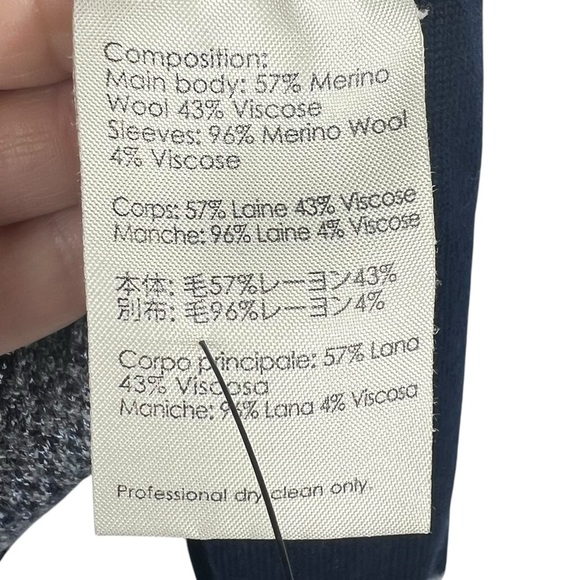 Composition:
Main body: 57% Merino
Wool 43% Viscose
Sleeves: 96% Merino Wool
4% Viscose
Corps: 57% Laine 43% Viscose
Manche: 96% Laine 4% Viscose
本体: 毛57%レーヨン43%
別布: 毛96%レーヨン4%
Corpo principale: 57% Lana
43% Viscosa
Maniche: 96% Lana 4% Viscosa
Professional dry clean only.